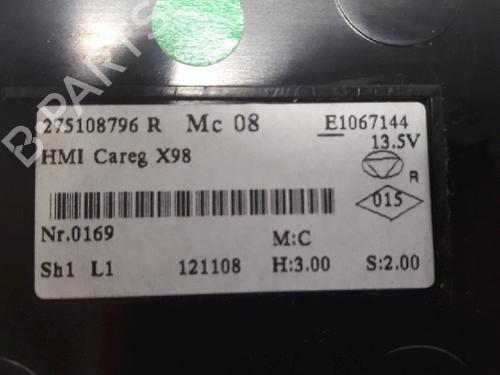 B-PARTS
275108796 R Mc 08 E1067144
HMI Careg X98 13.5V
R
015
Nr.0169 M:C
Sh1 L1 121108 H:3.00 S:2.00